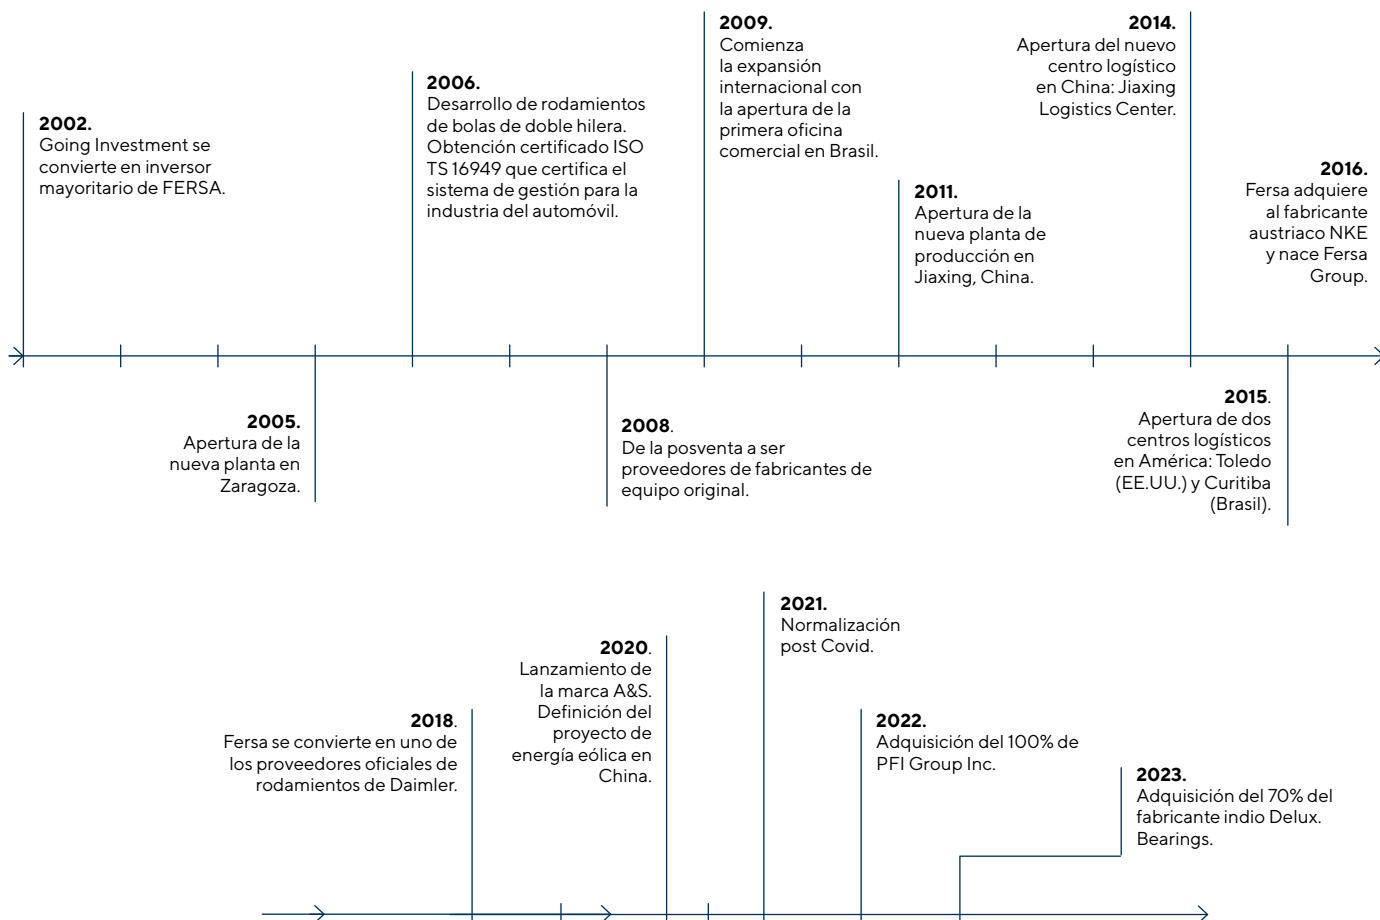 2002.
Going Investment se
convierte en inversor
mayoritario de FERSA.
2005.
Apertura de la
nueva planta en
Zaragoza.
2006.
Desarrollo de rodamientos
de bolas de doble hilera.
Obtención certificado ISO
TS 16949 que certifica el
sistema de gestión para la
industria del automóvil.
2008.
De la posventa a ser
proveedores de fabricantes de
equipo original.
2009.
Comienza
la expansión
internacional con
la apertura de la
primera oficina
comercial en Brasil.
2011.
Apertura de la
nueva planta de
producción en
Jiaxing, China.
2014.
Apertura del nuevo
centro logístico
en China: Jiaxing
Logistics Center.
2015.
Apertura de dos
centros logísticos
en América: Toledo
(EE.UU.) y Curitiba
(Brasil).
2016.
Fersa adquiere
al fabricante
austriaco NKE
y nace Fersa
Group.
2018.
Fersa se convierte en uno de
los proveedores oficiales de
rodamientos de Daimler.
2020.
Lanzamiento de
la marca A&S.
Definición del
proyecto de
energía eólica en
China.
2021.
Normalización
post Covid.
2022.
Adquisición del 100% de
PFI Group Inc.
2023.
Adquisición del 70% del
fabricante indio Delux.
Bearings.